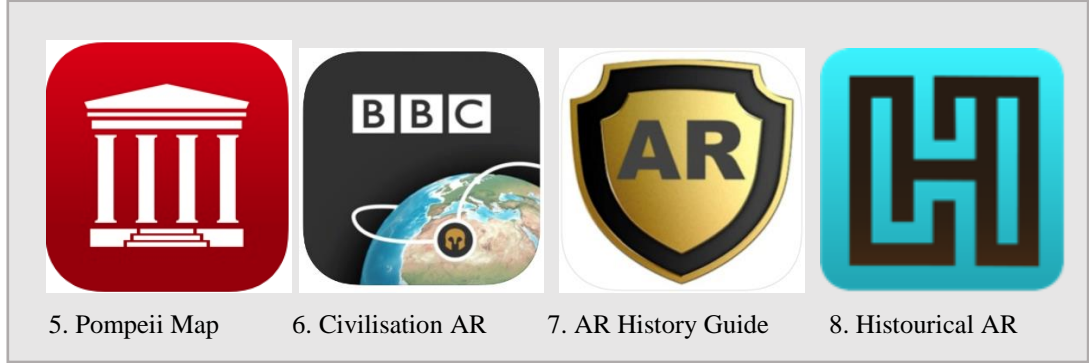 BBC
AR
5. Pompeii Map 6. Civilisation AR 7. AR History Guide 8. Histourical AR